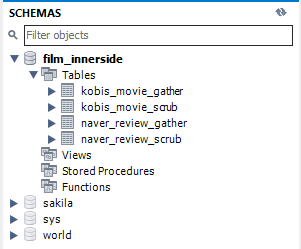 SCHEMAS
Filter objects
film_innerside
Tables
kobis_movie_gather
kobis_movie_scrub
naver_review_gather
naver_review_scrub
Views
Stored Procedures
Functions
sakila
sys
world